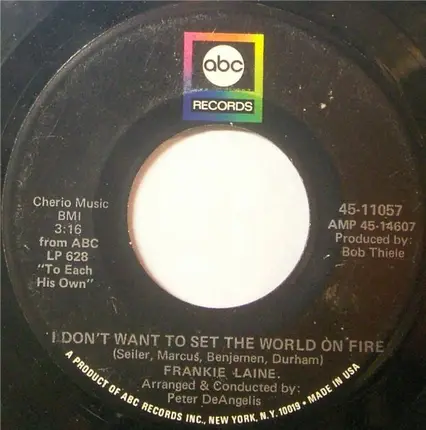 abc
RECORDS
Cherio Music
BMI
3:16
from ABC
LP 628
"To Each
His Own"
45-11057
AMP 45-14607
Produced by:
Bob Thiele
I DON'T WANT TO SET THE WORLD ON FIRE
(Seiler, Marcus, Benjemen, Durham)
FRANKIE LAINE.
Arranged & Conducted by:
Peter DeAngelis
A PRODUCT OF ABC RECORDS INC., NEW YORK, N.Y. 10019 • MADE IN USA